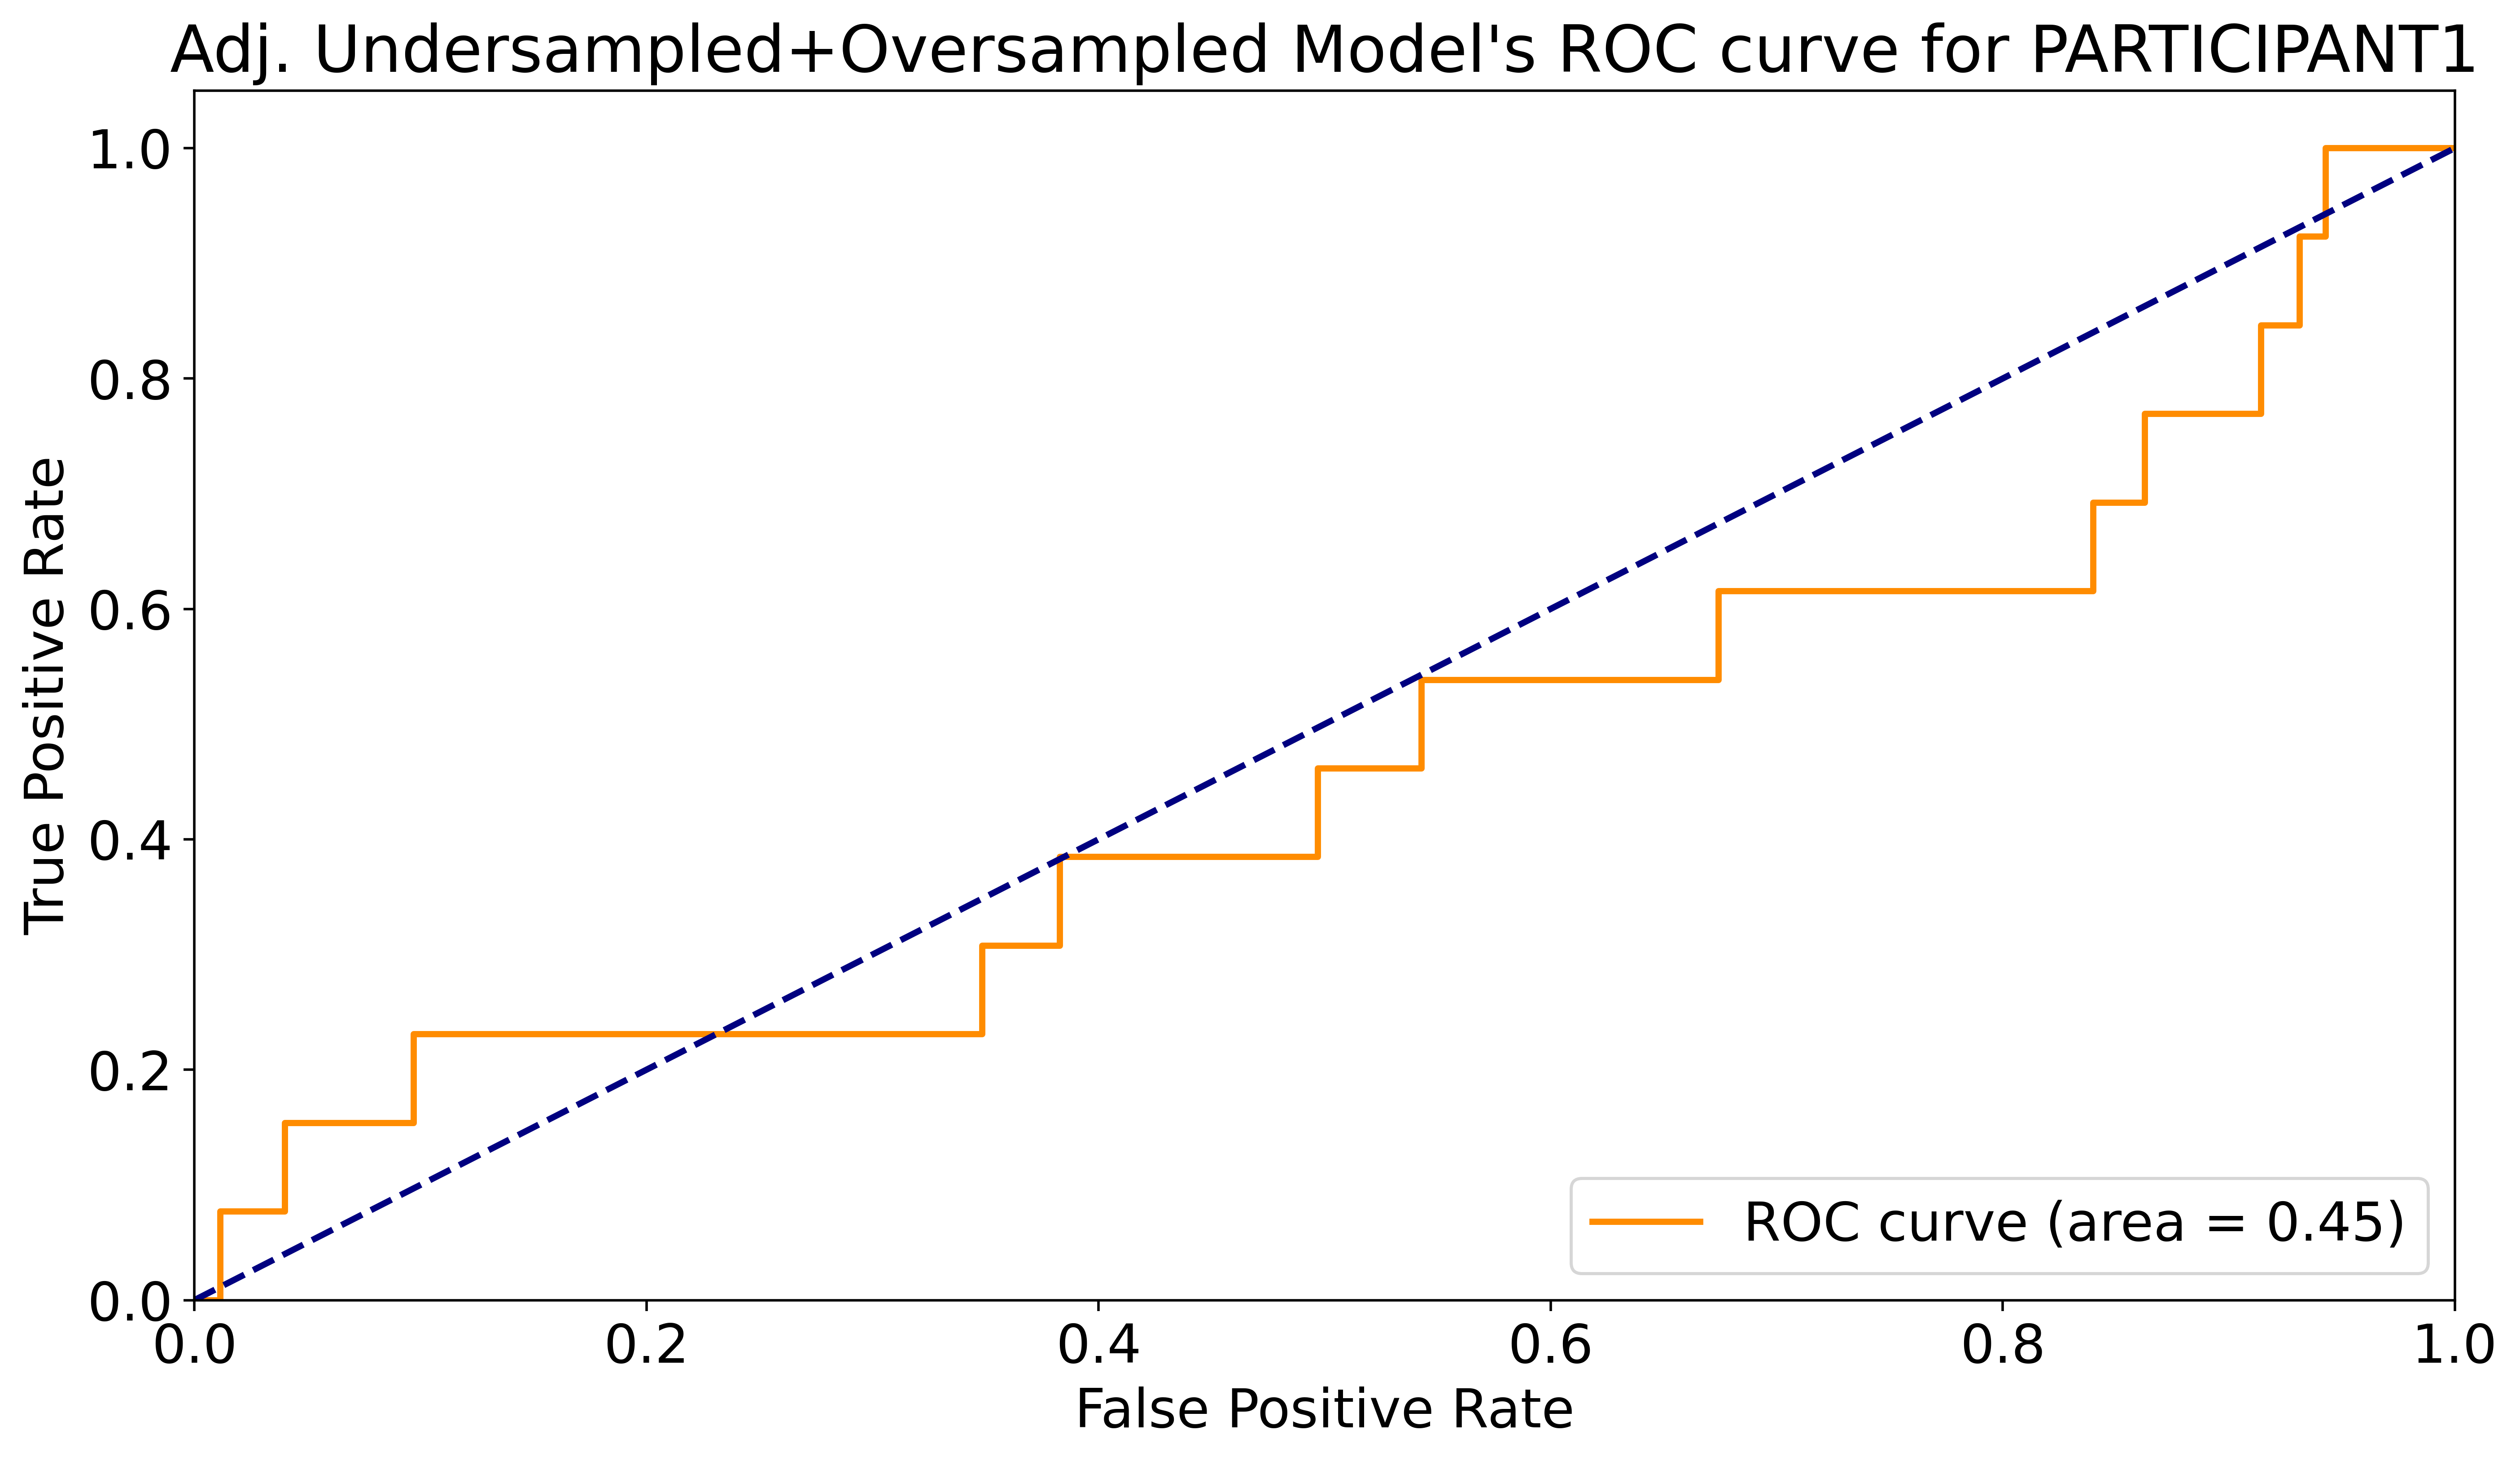 Adj. Undersampled+Oversampled Model's ROC curve for PARTICIPANT1
1.0
0.8
0.6
0.4
0.2
0.0
True Positive Rate
ROC curve (area = 0.45)
0.0 0.2 0.4 0.6 0.8 1.0
False Positive Rate